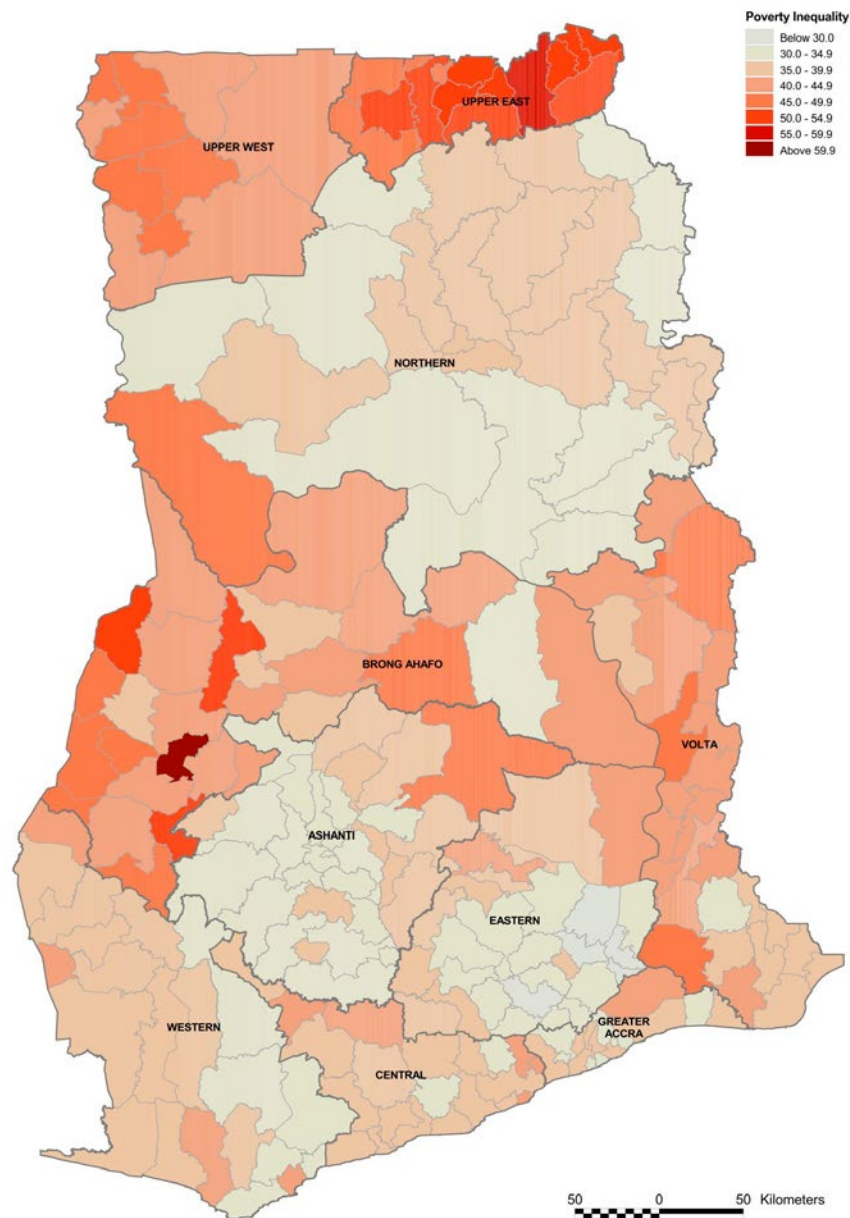 Poverty Inequality
Below 30.0
30.0 - 34.9
35.0 - 39.9
40.0 - 44.9
45.0 - 49.9
50.0 - 54.9
55.0 - 59.9
Above 59.9
UPPER EAST
UPPER WEST
NORTHERN
BRONG AHAFO
VOLTA
ASHANTI
EASTERN
WESTERN
GREATER
ACCRA
CENTRAL
50 0 50 Kilometers